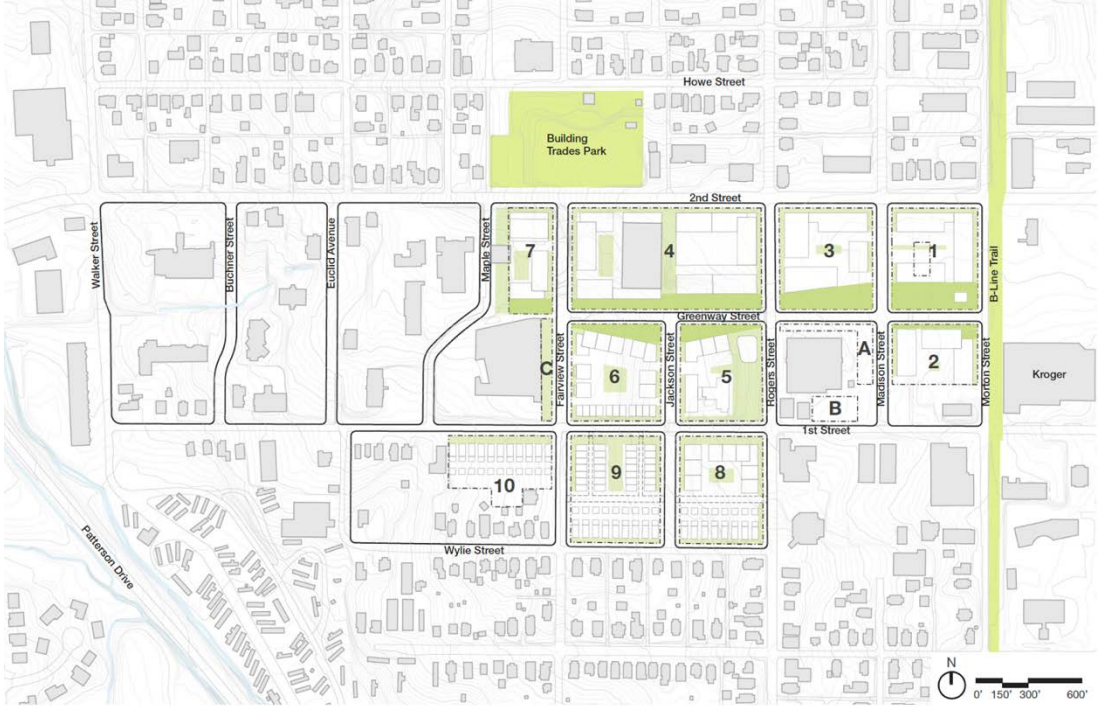 Howe Street
Building
Trades Park
2nd Street
Walker Street
Buchner Street
Euclid Avenue
Maple Street
7
4
3
1
B-Line Trail
Greenway Street
C
Fairview Street
6
Jackson Street
5
Rogers Street
A
B
Madison Street
2
Morton Street
Kroger
1st Street
10
9
8
Wylie Street
Patterson Drive
N
0' 150' 300' 600'